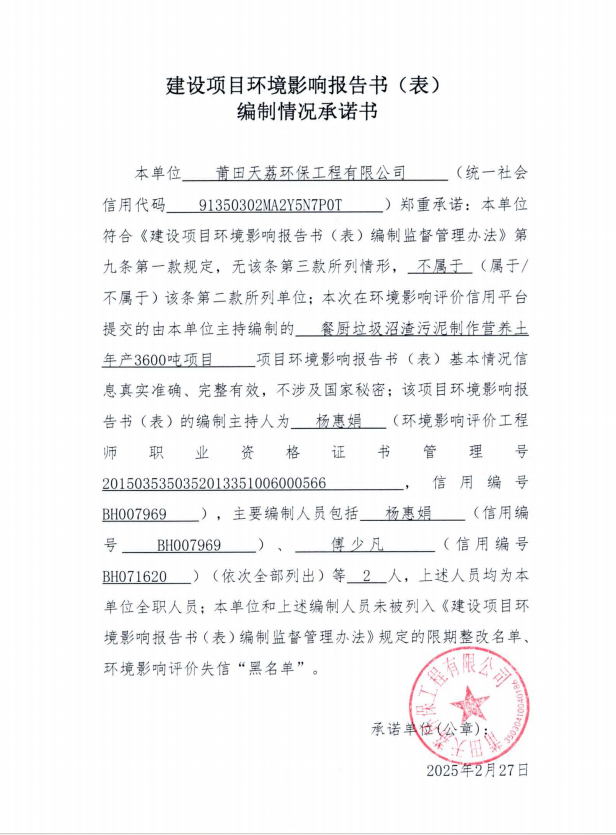 建设项目环境影响报告书（表）
编制情况承诺书
本单位 莆田天荔环保工程有限公司 （统一社会
信用代码 91350302MA2Y5N7P0T ）郑重承诺：本单位
符合《建设项目环境影响报告书（表）编制监督管理办法》第
九条第一款规定，无该条第三款所列情形， 不属于 （属于/
不属于）该条第二款所列单位；本次在环境影响评价信用平台
提交的由本单位主持编制的 餐厨垃圾沼渣污泥制作营养土
年产3600吨项目 项目环境影响报告书（表）基本情况信
息真实准确、完整有效，不涉及国家秘密；该项目环境影响报
告书（表）的编制主持人为 杨惠娟 （环境影响评价工程
师职业资格证书管理号
2015035350352013351006000566 ，信用编号
BH007969 ），主要编制人员包括 杨惠娟 （信用编
号 BH007969 ）、 傅少凡 （信用编号
BH071620 ）（依次全部列出）等 2 人，上述人员均为本
单位全职人员；本单位和上述编制人员未被列入《建设项目环
境影响报告书（表）编制监督管理办法》规定的限期整改名单、
环境影响评价失信“黑名单”。
莆田天荔环保工程有限公司
承诺单位(公章)：
2025年2月27日